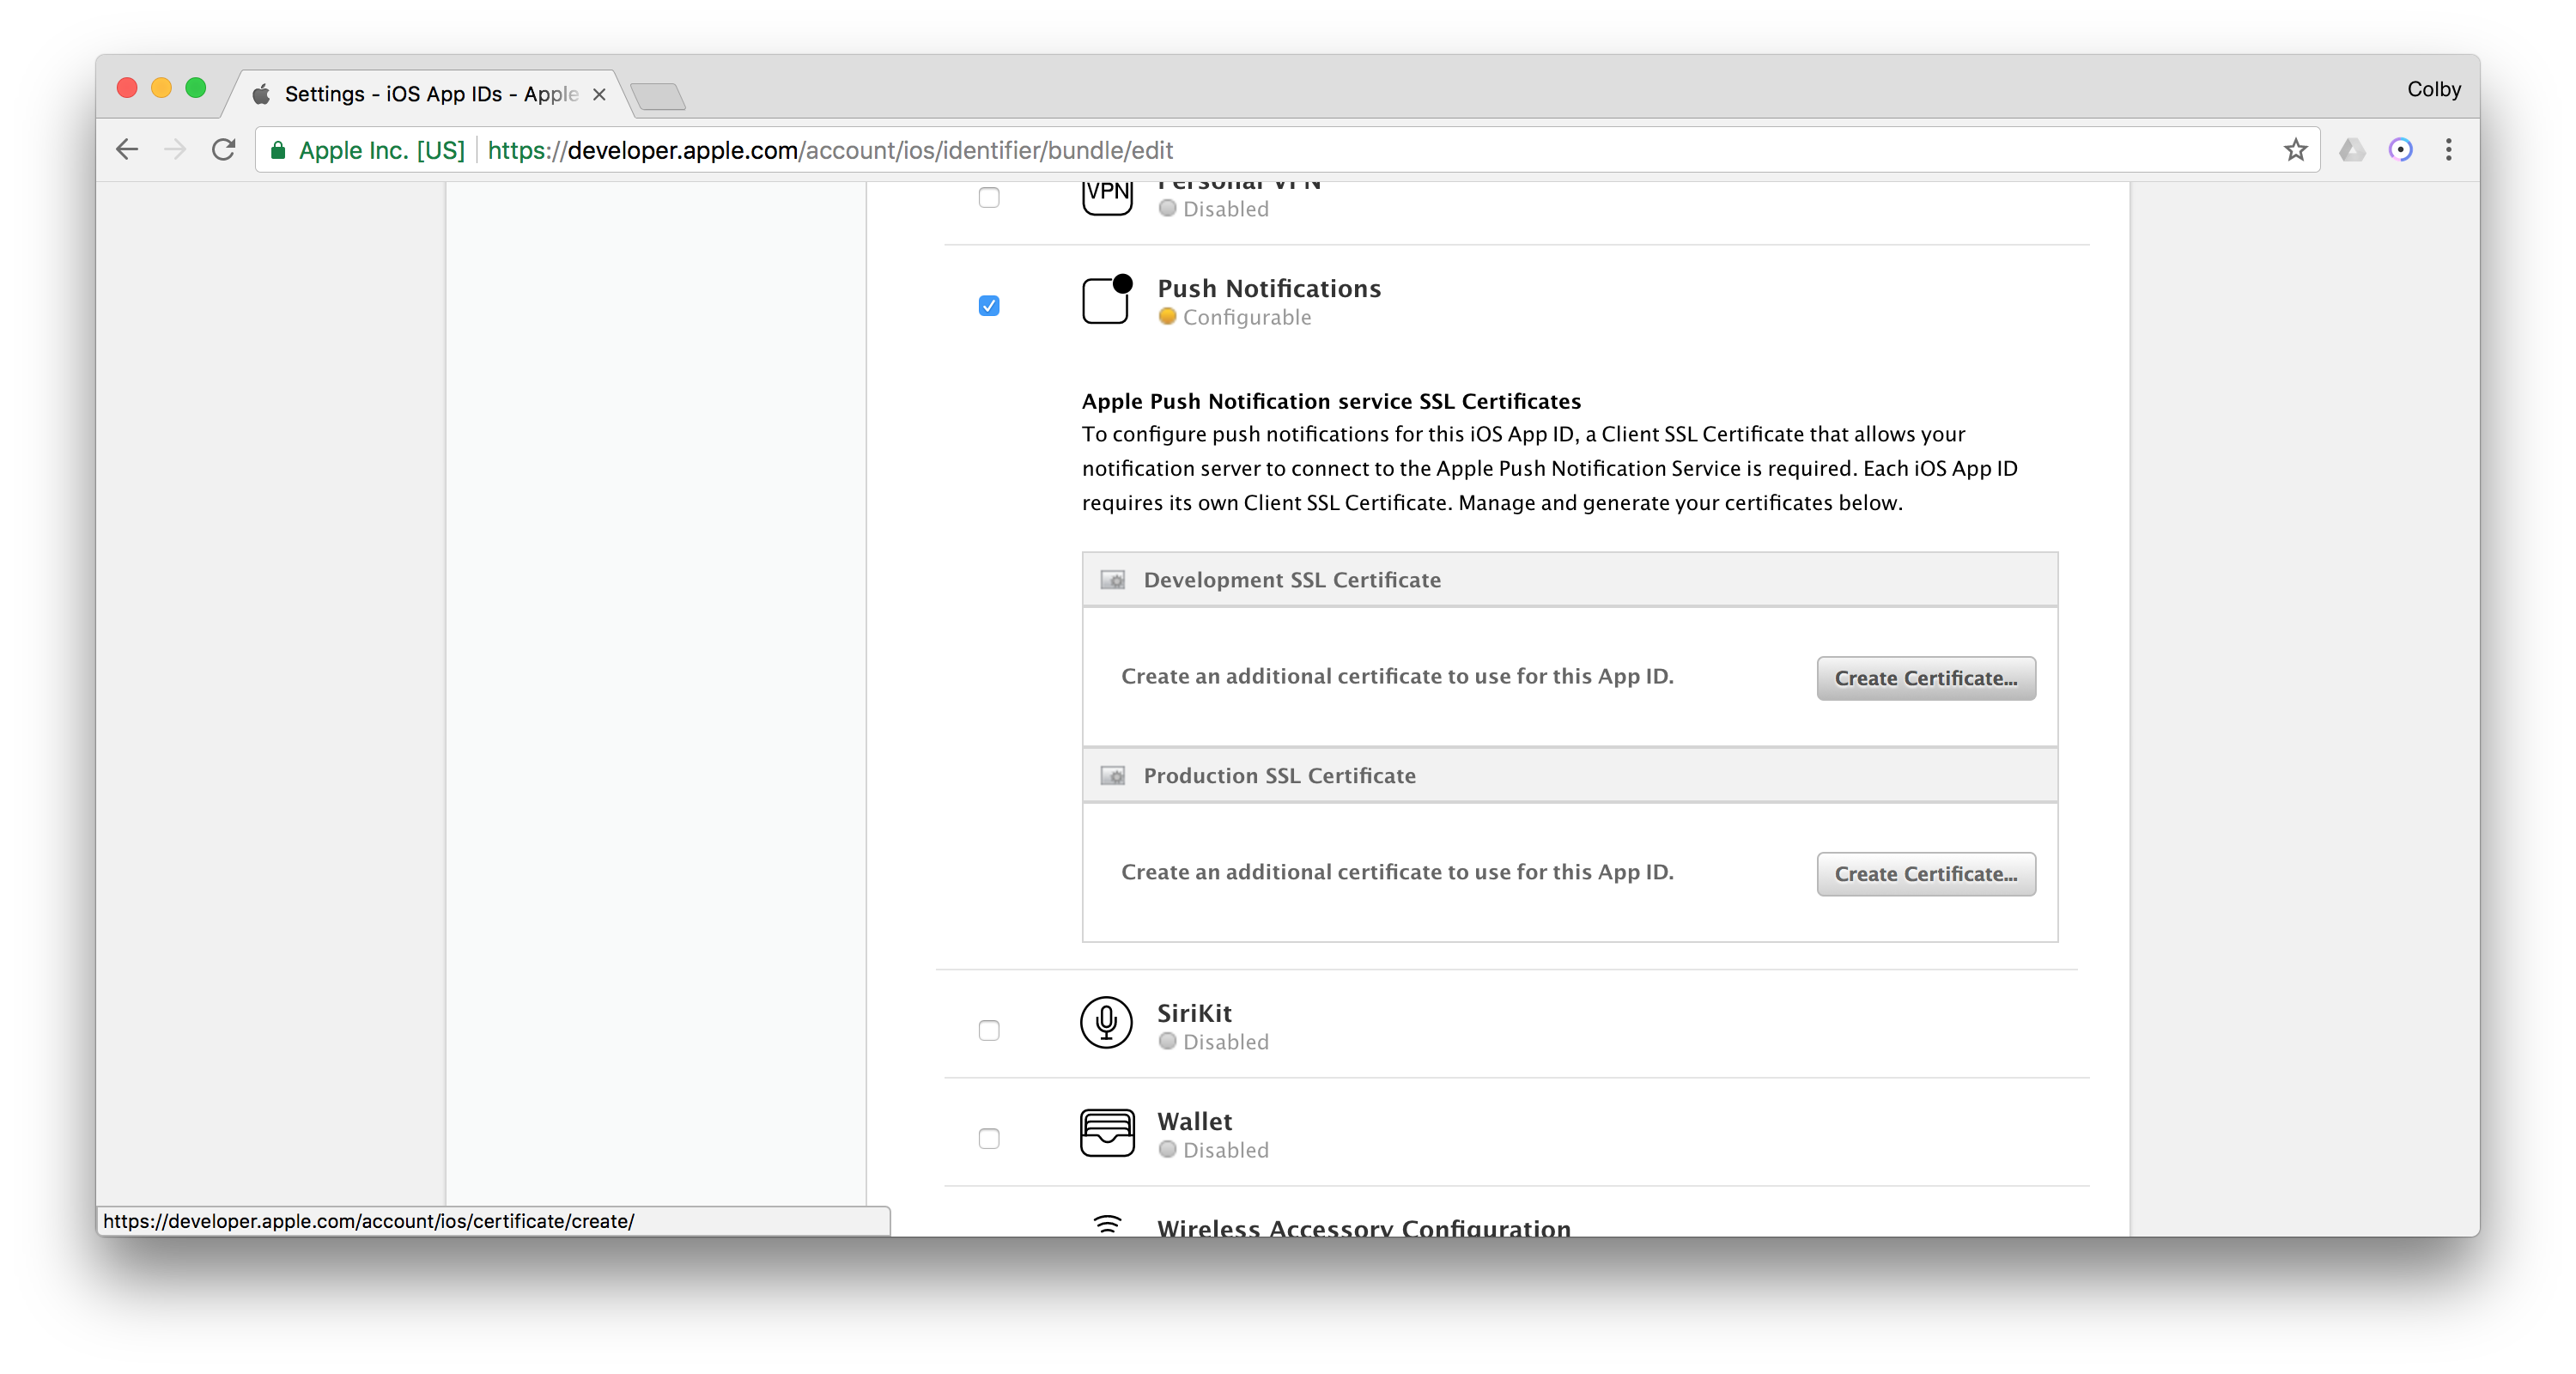 Settings - iOS App IDs - Apple
Colby
Apple Inc. [US] https://developer.apple.com/account/ios/identifier/bundle/edit
VPN
Personal VPN
Disabled
Push Notifications
Configurable
Apple Push Notification service SSL Certificates
To configure push notifications for this iOS App ID, a Client SSL Certificate that allows your
notification server to connect to the Apple Push Notification Service is required. Each iOS App ID
requires its own Client SSL Certificate. Manage and generate your certificates below.
Development SSL Certificate
Create an additional certificate to use for this App ID.
Create Certificate...
Production SSL Certificate
Create an additional certificate to use for this App ID.
Create Certificate...
SiriKit
Disabled
Wallet
Disabled
Wireless Accessory Configuration
https://developer.apple.com/account/ios/certificate/create/